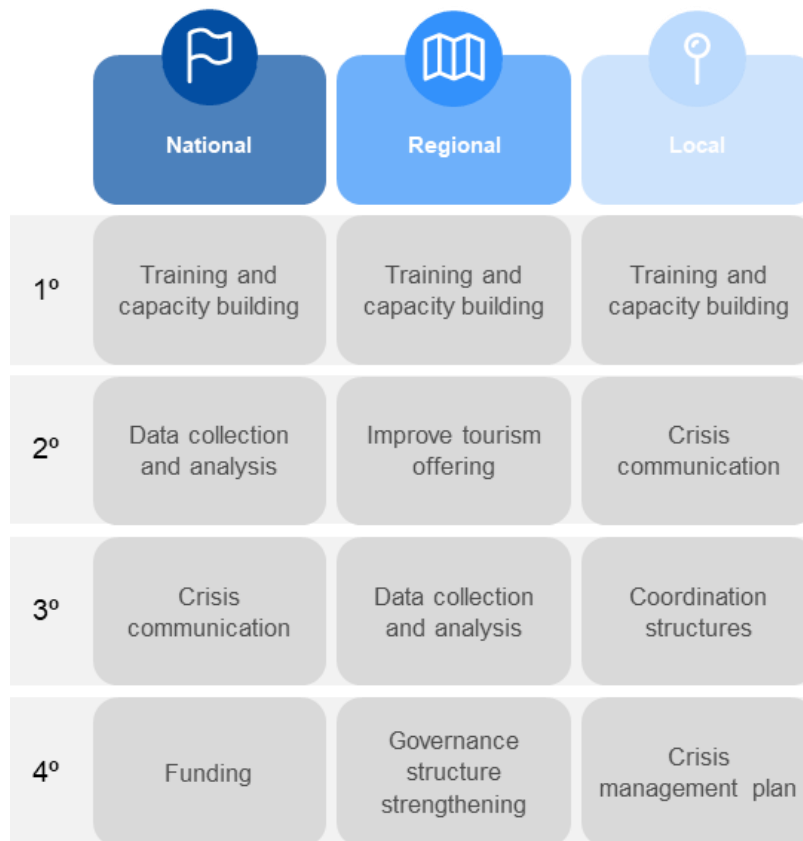 National
Regional
Local
1º
Training and
capacity building
Training and
capacity building
Training and
capacity building
2º
Data collection
and analysis
Improve tourism
offering
Crisis
communication
3º
Crisis
communication
Data collection
and analysis
Coordination
structures
4º
Funding
Governance
structure
strengthening
Crisis
management plan